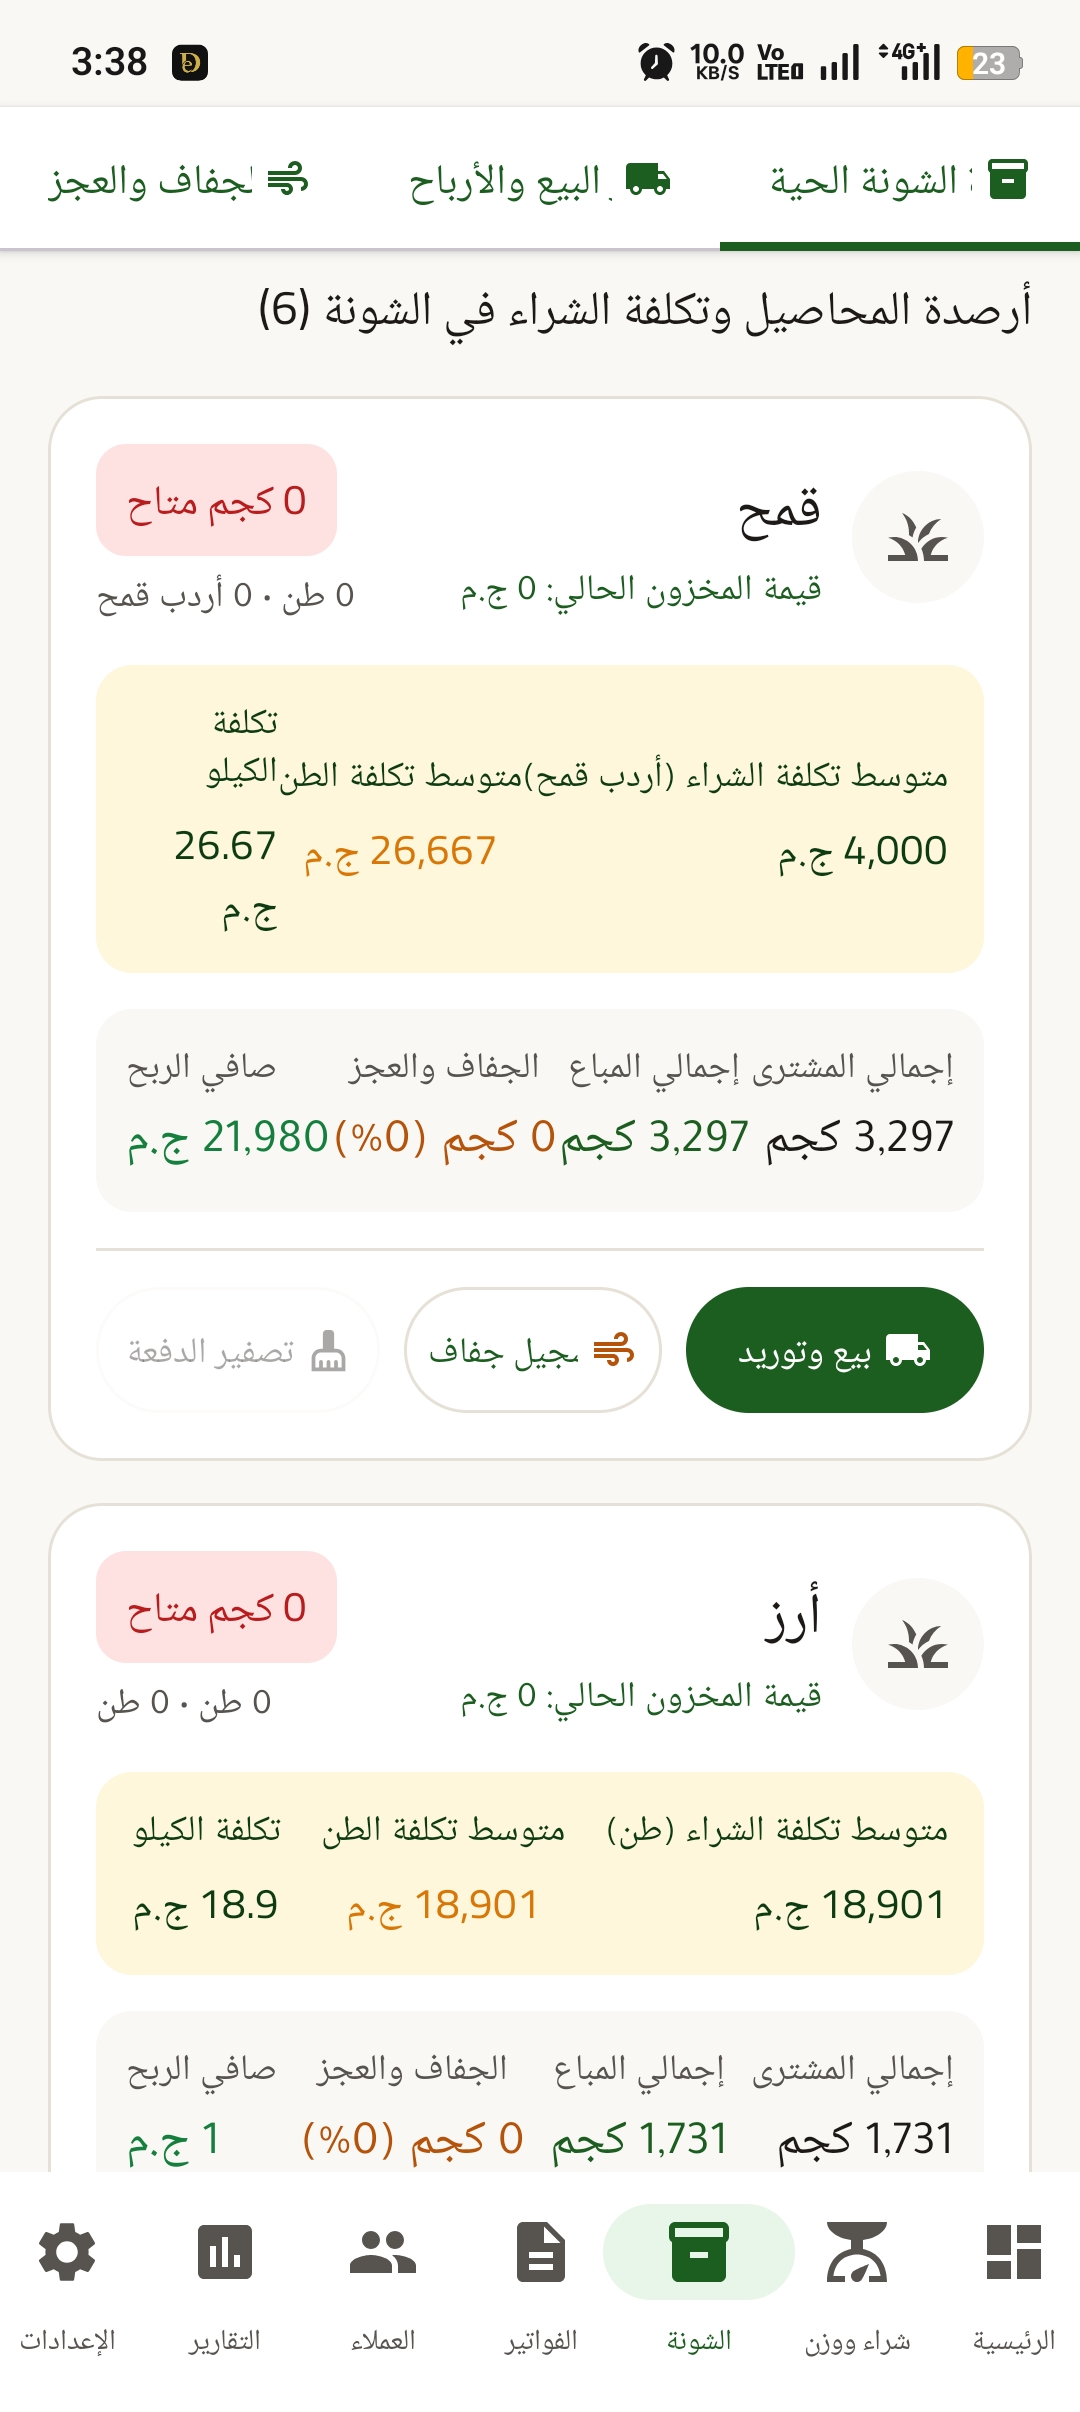 3:38
10.0 KB/S
Vo LTE
4G+
23
الشونة الحية
البيع والأرباح
لجفاف والعجز
أرصدة المحاصيل وتكلفة الشراء في الشونة (6)
قمح
0 كجم متاح
قيمة المخزون الحالي: 0 ج.م
0 طن • 0 أردب قمح
متوسط تكلفة الشراء (أردب قمح)
متوسط تكلفة الطن
تكلفة الكيلو
4,000 ج.م
26,667 ج.م
26.67 ج.م
إجمالي المشترى
إجمالي المباع
الجفاف والعجز
صافي الربح
3,297 كجم
3,297 كجم
0 كجم (0%)
21,980 ج.م
بيع وتوريد
جيل جفاف
تصفير الدفعة
أرز
0 كجم متاح
قيمة المخزون الحالي: 0 ج.م
0 طن • 0 طن
متوسط تكلفة الشراء (طن)
متوسط تكلفة الطن
تكلفة الكيلو
18,901 ج.م
18,901 ج.م
18.9 ج.م
إجمالي المشترى
إجمالي المباع
الجفاف والعجز
صافي الربح
1,731 كجم
1,731 كجم
0 كجم (0%)
1 ج.م
الرئيسية
شراء ووزن
الشونة
الفواتير
العملاء
التقارير
الإعدادات